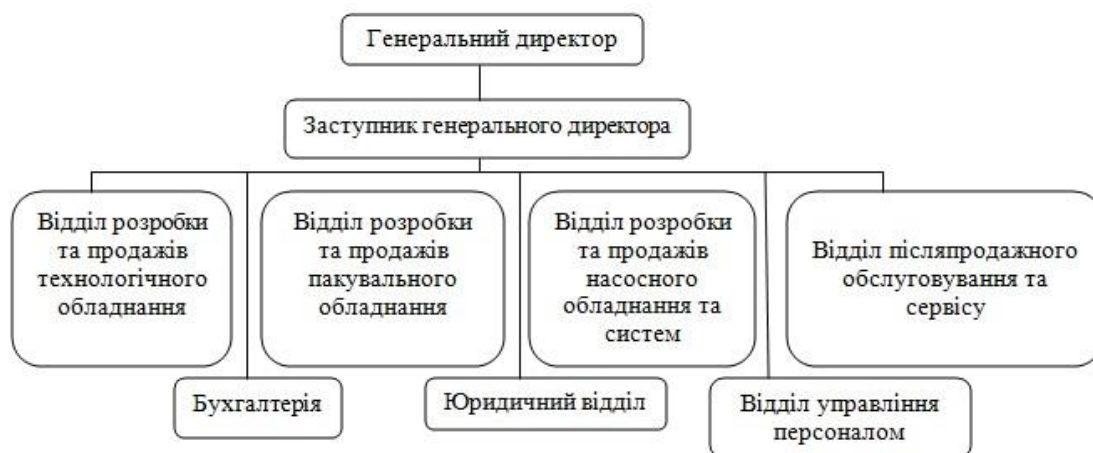 Генеральний директор
Заступник генерального директора
Відділ розробки
та продажів
технологічного
обладнання
Відділ розробки
та продажів
пакувального
обладнання
Відділ розробки та
продажів
насосного
обладнання та
систем
Відділ післяпродажного
обслуговування та
сервісу
Бухгалтерія
Юридичний відділ
Відділ управління
персоналом